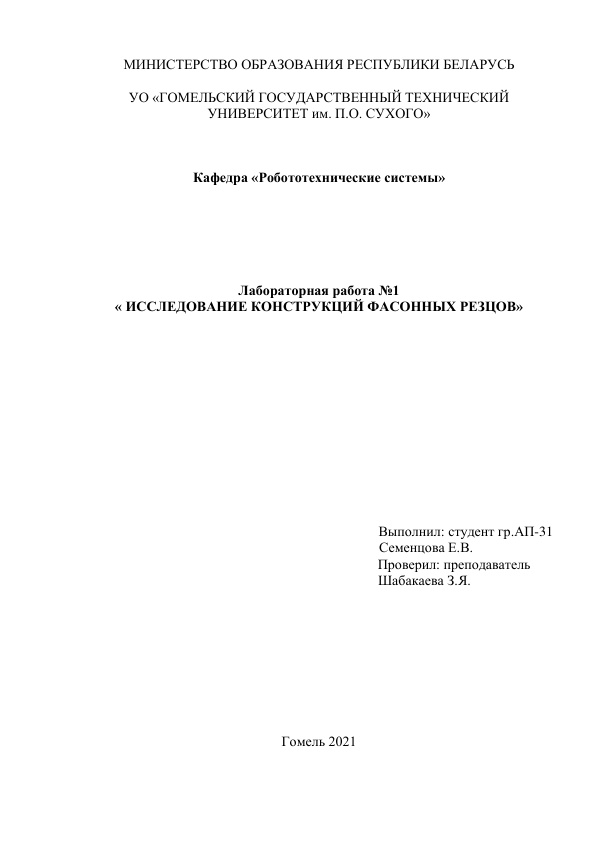 МИНИСТЕРСТВО ОБРАЗОВАНИЯ РЕСПУБЛИКИ БЕЛАРУСЬ
УО «ГОМЕЛЬСКИЙ ГОСУДАРСТВЕННЫЙ ТЕХНИЧЕСКИЙ
УНИВЕРСИТЕТ им. П.О. СУХОГО»
Кафедра «Робототехнические системы»
Лабораторная работа №1
« ИССЛЕДОВАНИЕ КОНСТРУКЦИЙ ФАСОННЫХ РЕЗЦОВ»
Выполнил: студент гр.АП-31
Семенцова Е.В.
Проверил: преподаватель
Шабакаева З.Я.
Гомель 2021